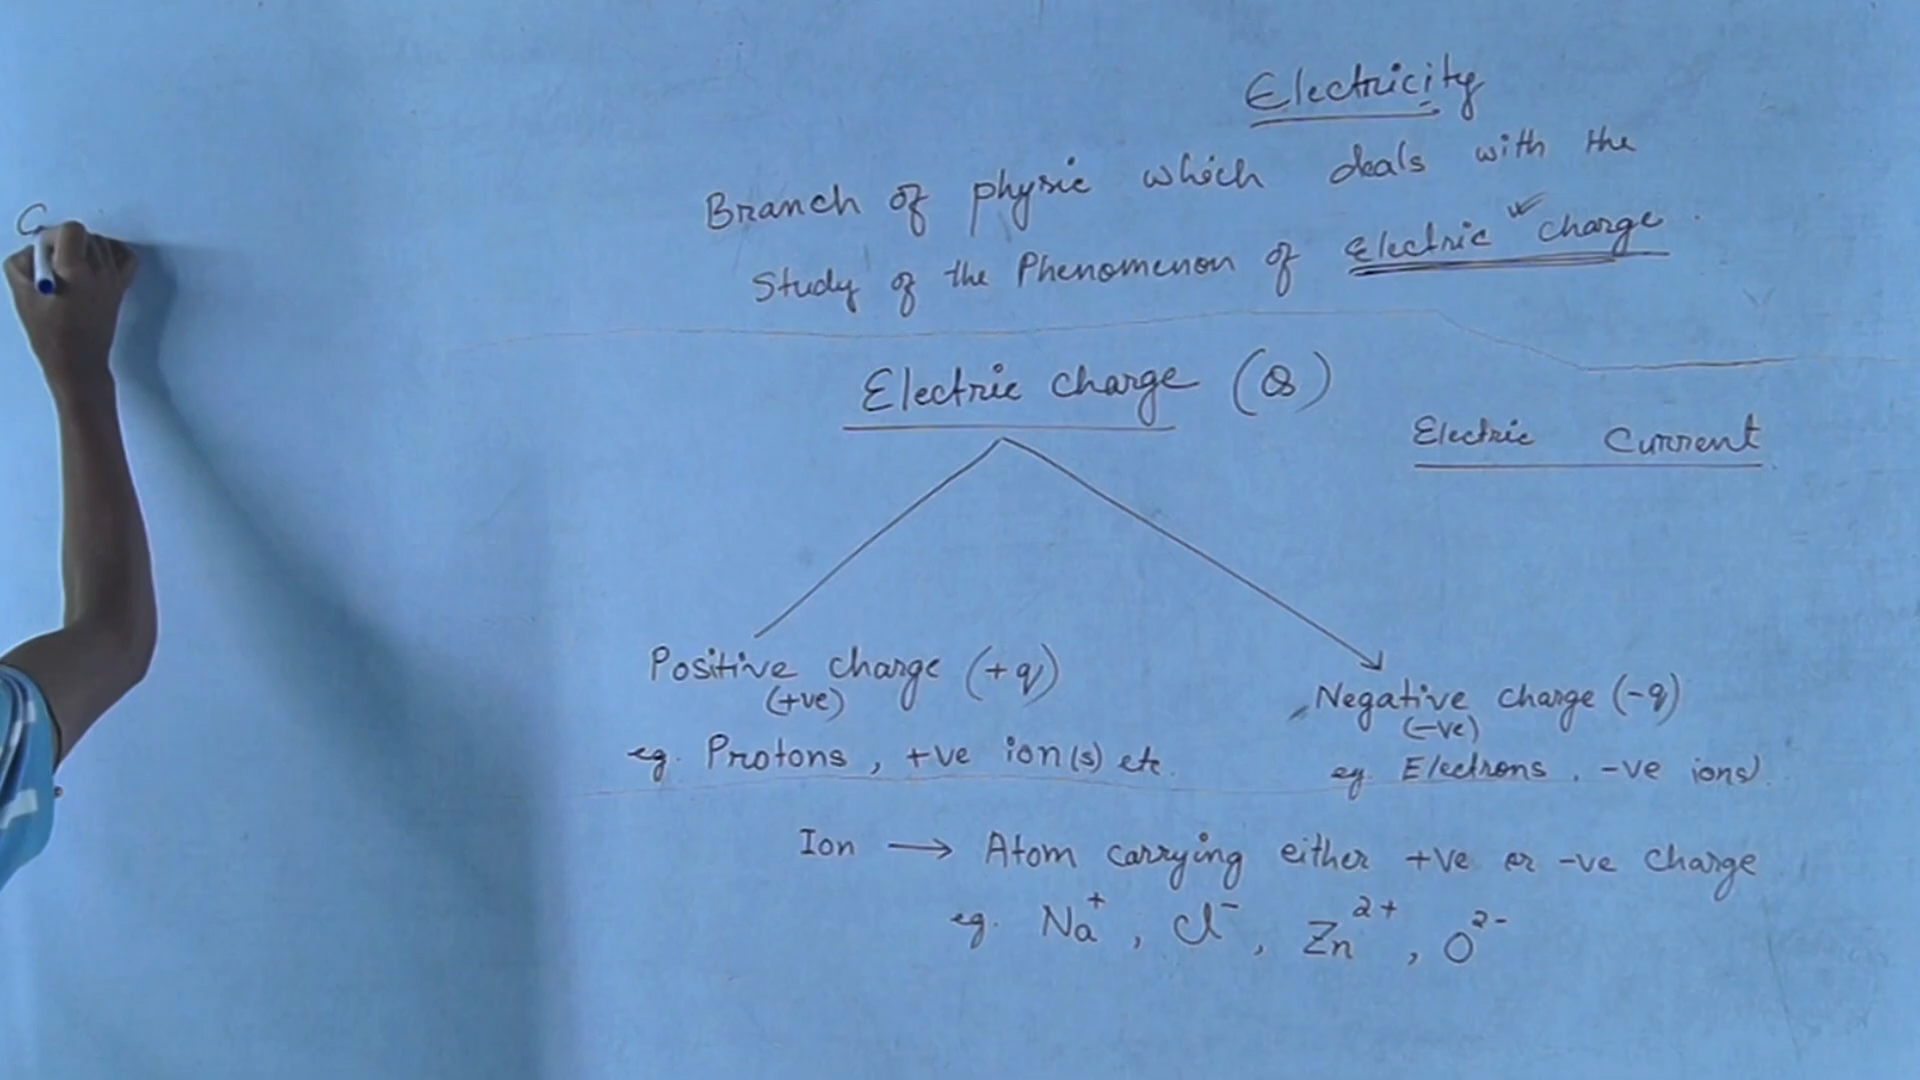 Electricity
Branch of physic which deals with the
Study of the Phenomenon of Electric charge.
Electric charge (Q)
Electric Current
Positive charge (+q)
(+ve)
eg. Protons, +ve ion(s) etc.
Negative charge (-q)
(-ve)
eg. Electrons, -ve ions)
Ion → Atom carrying either +ve or -ve charge
eg. Na⁺, Cl⁻, Zn²⁺, O²⁻